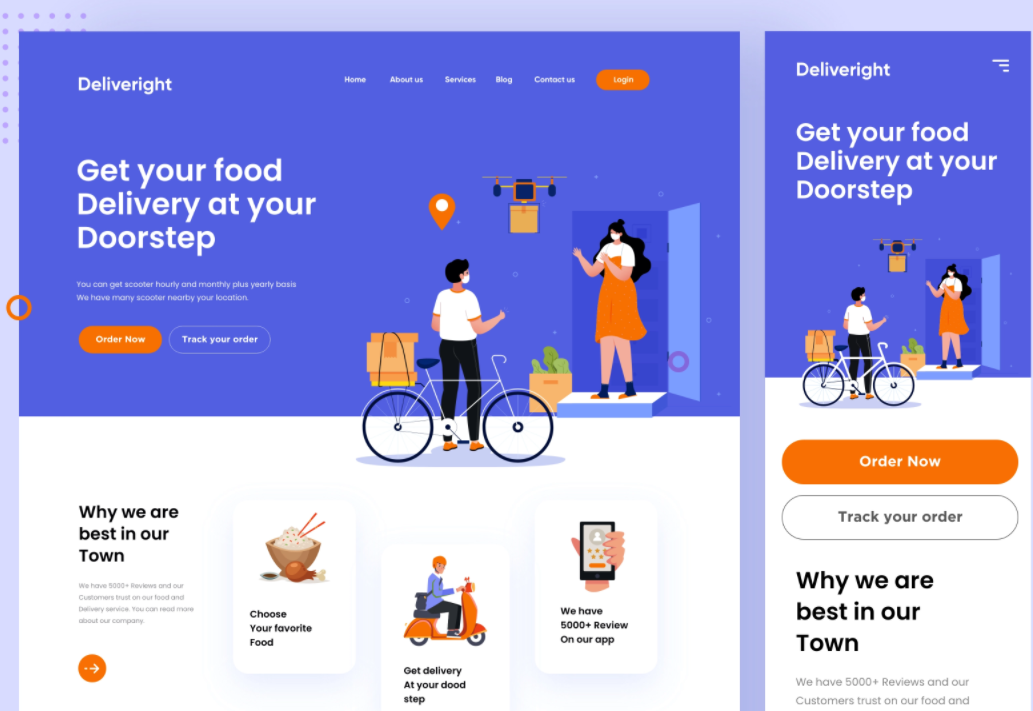 Deliveright
Home About us Services Blog Contact us Login
Get your food
Delivery at your
Doorstep
You can get scooter hourly and monthly plus yearly basis
We have many scooter nearby your location.
Order Now Track your order
Why we are
best in our
Town
We have 5000+ Reviews and our
Customers trust on our food and
Delivery service. You can read more
about our company.
Choose
Your favorite
Food
Get delivery
At your dood
step
We have
5000+ Review
On our app
Deliveright
Get your food
Delivery at your
Doorstep
Order Now
Track your order
Why we are
best in our
Town
We have 5000+ Reviews and our
Customers trust on our food and